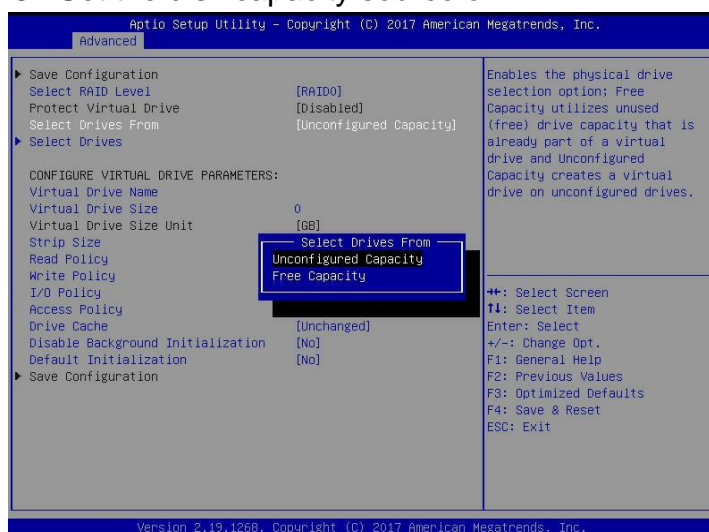 Aptio Setup Utility – Copyright (C) 2017 American Megatrends, Inc.
Advanced
Save Configuration
Select RAID Level [RAID0]
Protect Virtual Drive [Disabled]
Select Drives From [Unconfigured Capacity]
Select Drives
CONFIGURE VIRTUAL DRIVE PARAMETERS:
Virtual Drive Name
Virtual Drive Size 0
Virtual Drive Size Unit [GB]
Strip Size
Read Policy
Write Policy
I/O Policy
Access Policy
Drive Cache [Unchanged]
Disable Background Initialization [No]
Default Initialization [No]
Save Configuration
Select Drives From
Unconfigured Capacity
Free Capacity
Enables the physical drive
selection option; Free
Capacity utilizes unused
(free) drive capacity that is
already part of a virtual
drive and Unconfigured
Capacity creates a virtual
drive on unconfigured drives.
→←: Select Screen
↑↓: Select Item
Enter: Select
+/-: Change Opt.
F1: General Help
F2: Previous Values
F3: Optimized Defaults
F4: Save & Reset
ESC: Exit
Version 2.19.1268. Copyright (C) 2017 American Megatrends, Inc.